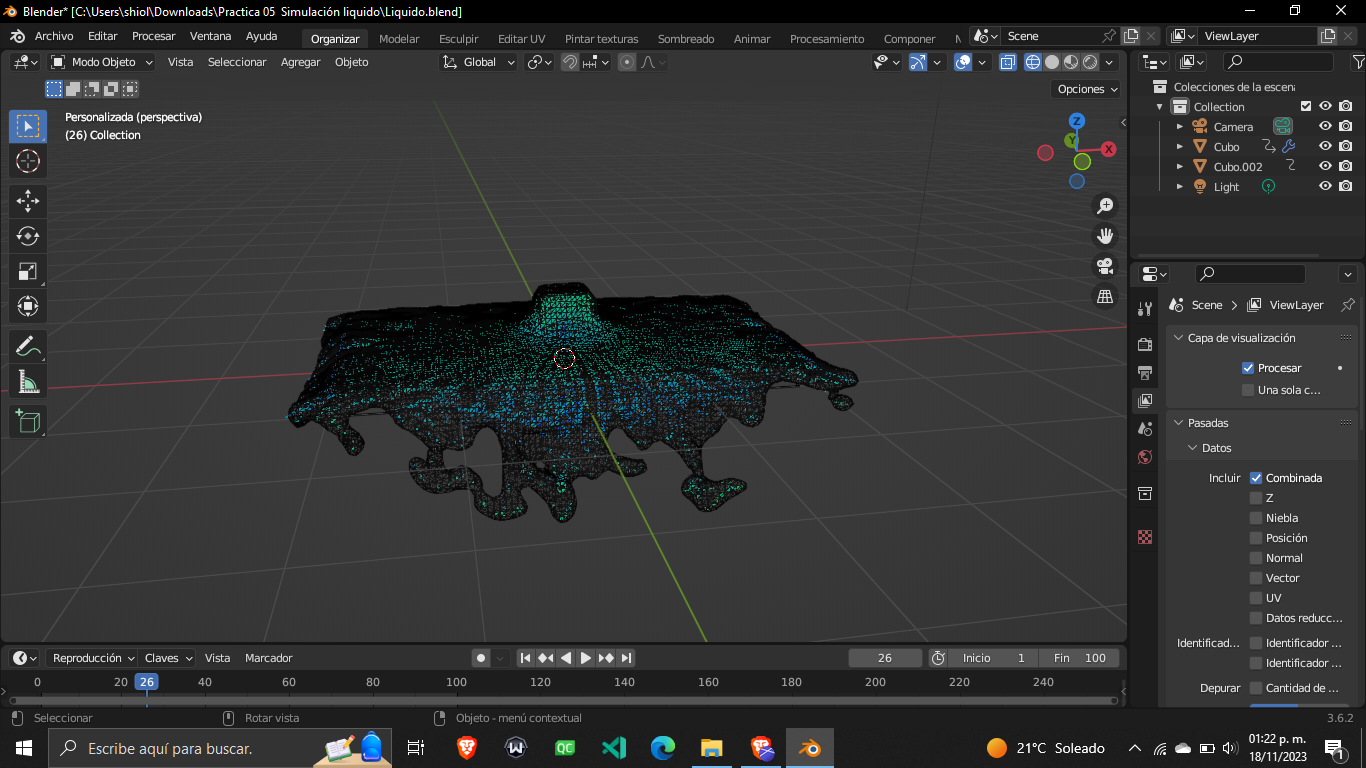 Blender* [C:\Users\shiol\Downloads\Practica 05  Simulación liquido\Liquido.blend]
Archivo Editar Procesar Ventana Ayuda Organizar Modelar Esculpir Editar UV Pintar texturas Sombreado Animar Procesamiento Componer Scene ViewLayer
Modo Objeto Vista Seleccionar Agregar Objeto Global
Opciones
Personalizada (perspectiva)
(26) Collection
Z
Y
X
Colecciones de la escena
Collection
Camera
Cubo
Cubo.002
Light
Scene ViewLayer
Capa de visualización
Procesar
Una sola c...
Pasadas
Datos
Incluir Combinada
Z
Niebla
Posición
Normal
Vector
UV
Datos reducc...
Identificad... Identificador ...
Identificador ...
Depurar Cantidad de ...
Reproducción Claves Vista Marcador 26 Inicio 1 Fin 100
0 20 26 40 60 80 100 120 140 160 180 200 220 240
Seleccionar Rotar vista Objeto - menú contextual 3.6.2
Escribe aquí para buscar. QC 21°C Soleado 01:22 p. m.
18/11/2023 1